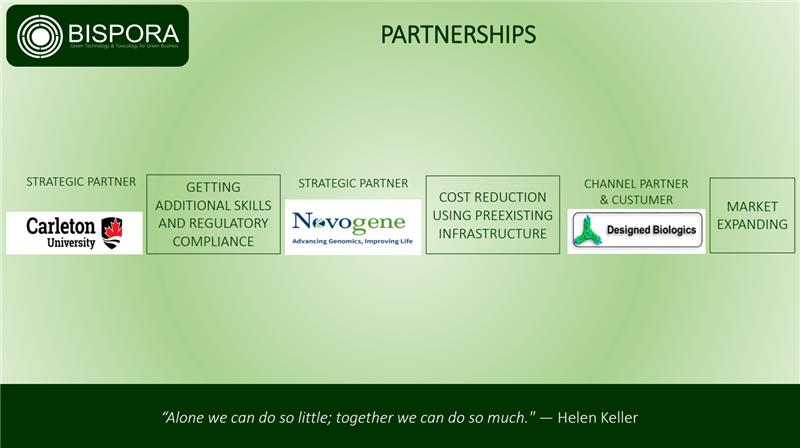 BISPORA
Green Technology & Toxicology for Green Business
PARTNERSHIPS
STRATEGIC PARTNER
Carleton
University
GETTING
ADDITIONAL SKILLS
AND REGULATORY
COMPLIANCE
STRATEGIC PARTNER
Novogene
Advancing Genomics, Improving Life
COST REDUCTION
USING PREEXISTING
INFRASTRUCTURE
CHANNEL PARTNER
& CUSTUMER
Designed Biologics
MARKET
EXPANDING
“Alone we can do so little; together we can do so much." — Helen Keller